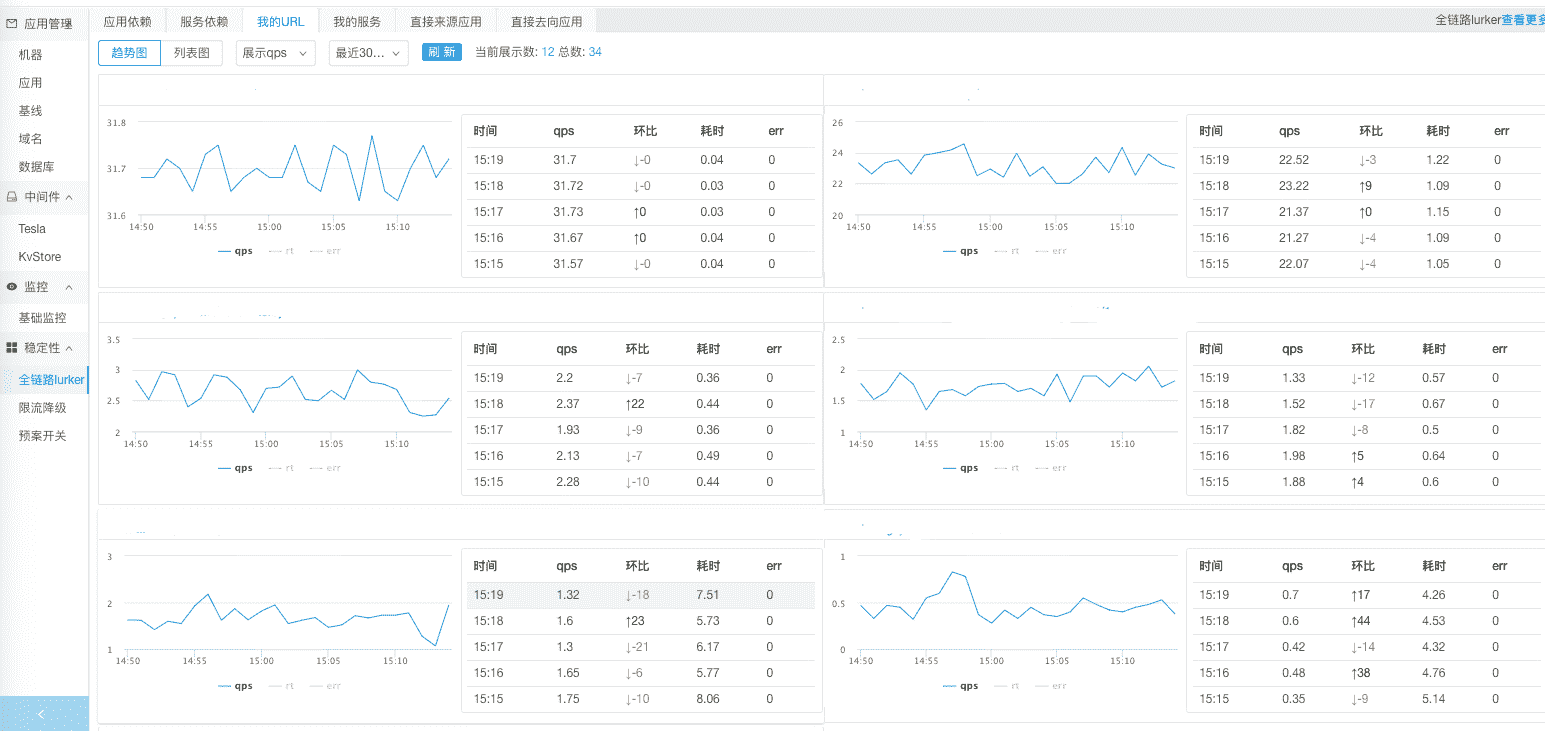 应用管理
机器
应用
基线
域名
数据库
中间件
Tesla
KvStore
监控
基础监控
稳定性
全链路lurker
限流降级
预案开关
应用依赖 服务依赖 我的URL 我的服务 直接来源应用 直接去向应用
全链路lurker查看更多
趋势图 列表图 展示qps 最近30... 刷 新 当前展示数: 12 总数: 34
31.8
31.7
31.6
14:50 14:55 15:00 15:05 15:10
qps rt err
时间 qps 环比 耗时 err
15:19 31.7 ↓-0 0.04 0
15:18 31.72 ↓-0 0.03 0
15:17 31.73 ↑0 0.03 0
15:16 31.67 ↑0 0.04 0
15:15 31.57 ↓-0 0.04 0
26
24
22
20
14:50 14:55 15:00 15:05 15:10
qps rt err
时间 qps 环比 耗时 err
15:19 22.52 ↓-3 1.22 0
15:18 23.22 ↑9 1.09 0
15:17 21.37 ↑0 1.15 0
15:16 21.27 ↓-4 1.09 0
15:15 22.07 ↓-4 1.05 0
3.5
3
2.5
2
14:50 14:55 15:00 15:05 15:10
qps rt err
时间 qps 环比 耗时 err
15:19 2.2 ↓-7 0.36 0
15:18 2.37 ↑22 0.44 0
15:17 1.93 ↓-9 0.36 0
15:16 2.13 ↓-7 0.49 0
15:15 2.28 ↓-10 0.44 0
2.5
2
1.5
1
14:50 14:55 15:00 15:05 15:10
qps rt err
时间 qps 环比 耗时 err
15:19 1.33 ↓-12 0.57 0
15:18 1.52 ↓-17 0.67 0
15:17 1.82 ↓-8 0.5 0
15:16 1.98 ↑5 0.64 0
15:15 1.88 ↑4 0.6 0
3
2
1
14:50 14:55 15:00 15:05 15:10
qps rt err
时间 qps 环比 耗时 err
15:19 1.32 ↓-18 7.51 0
15:18 1.6 ↑23 5.73 0
15:17 1.3 ↓-21 6.17 0
15:16 1.65 ↓-6 5.77 0
15:15 1.75 ↓-10 8.06 0
1
0.5
0
14:50 14:55 15:00 15:05 15:10
qps rt err
时间 qps 环比 耗时 err
15:19 0.7 ↑17 4.26 0
15:18 0.6 ↑44 4.53 0
15:17 0.42 ↓-14 4.32 0
15:16 0.48 ↑38 4.76 0
15:15 0.35 ↓-9 5.14 0